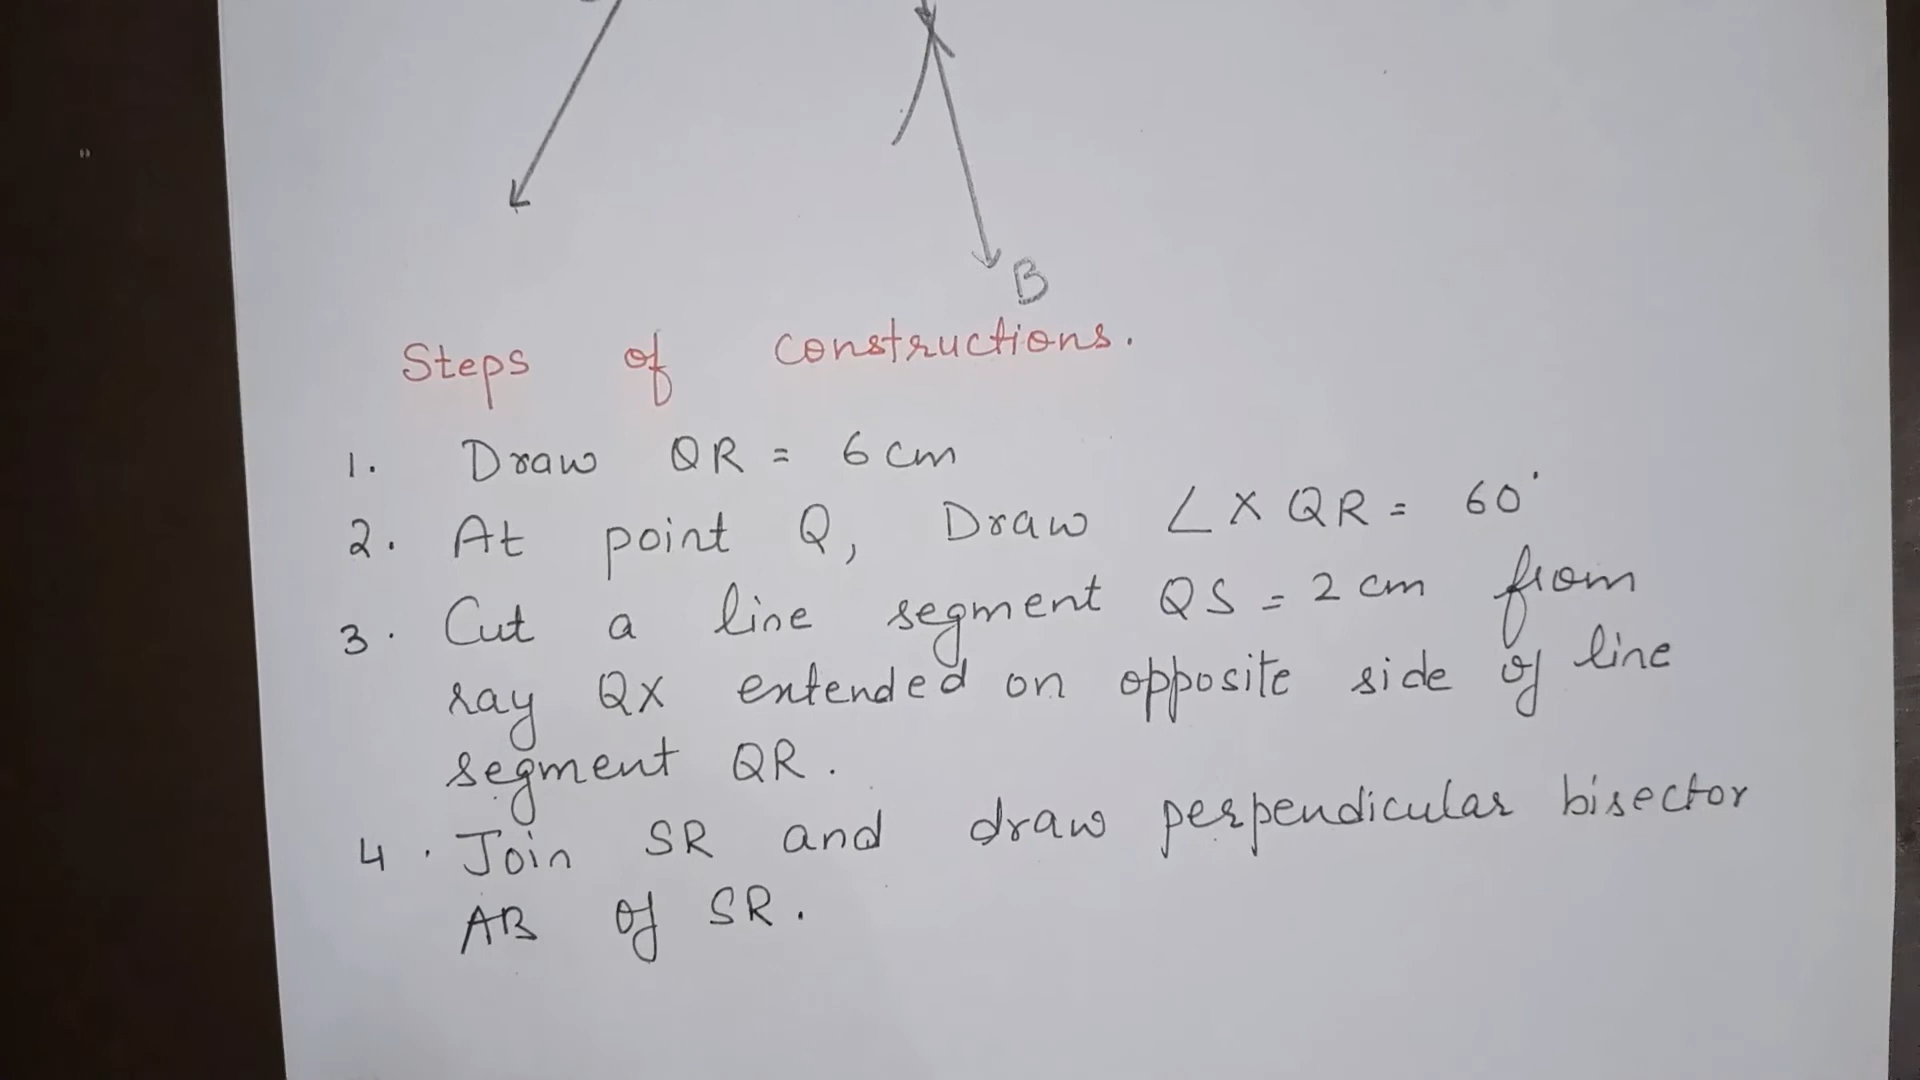 B
Steps of constructions.
1. Draw QR = 6 cm
2. At point Q, Draw ∠XQR = 60°
3. Cut a line segment QS = 2 cm from
ray QX extended on opposite side of line
segment QR.
4. Join SR and draw perpendicular bisector
AB of SR.